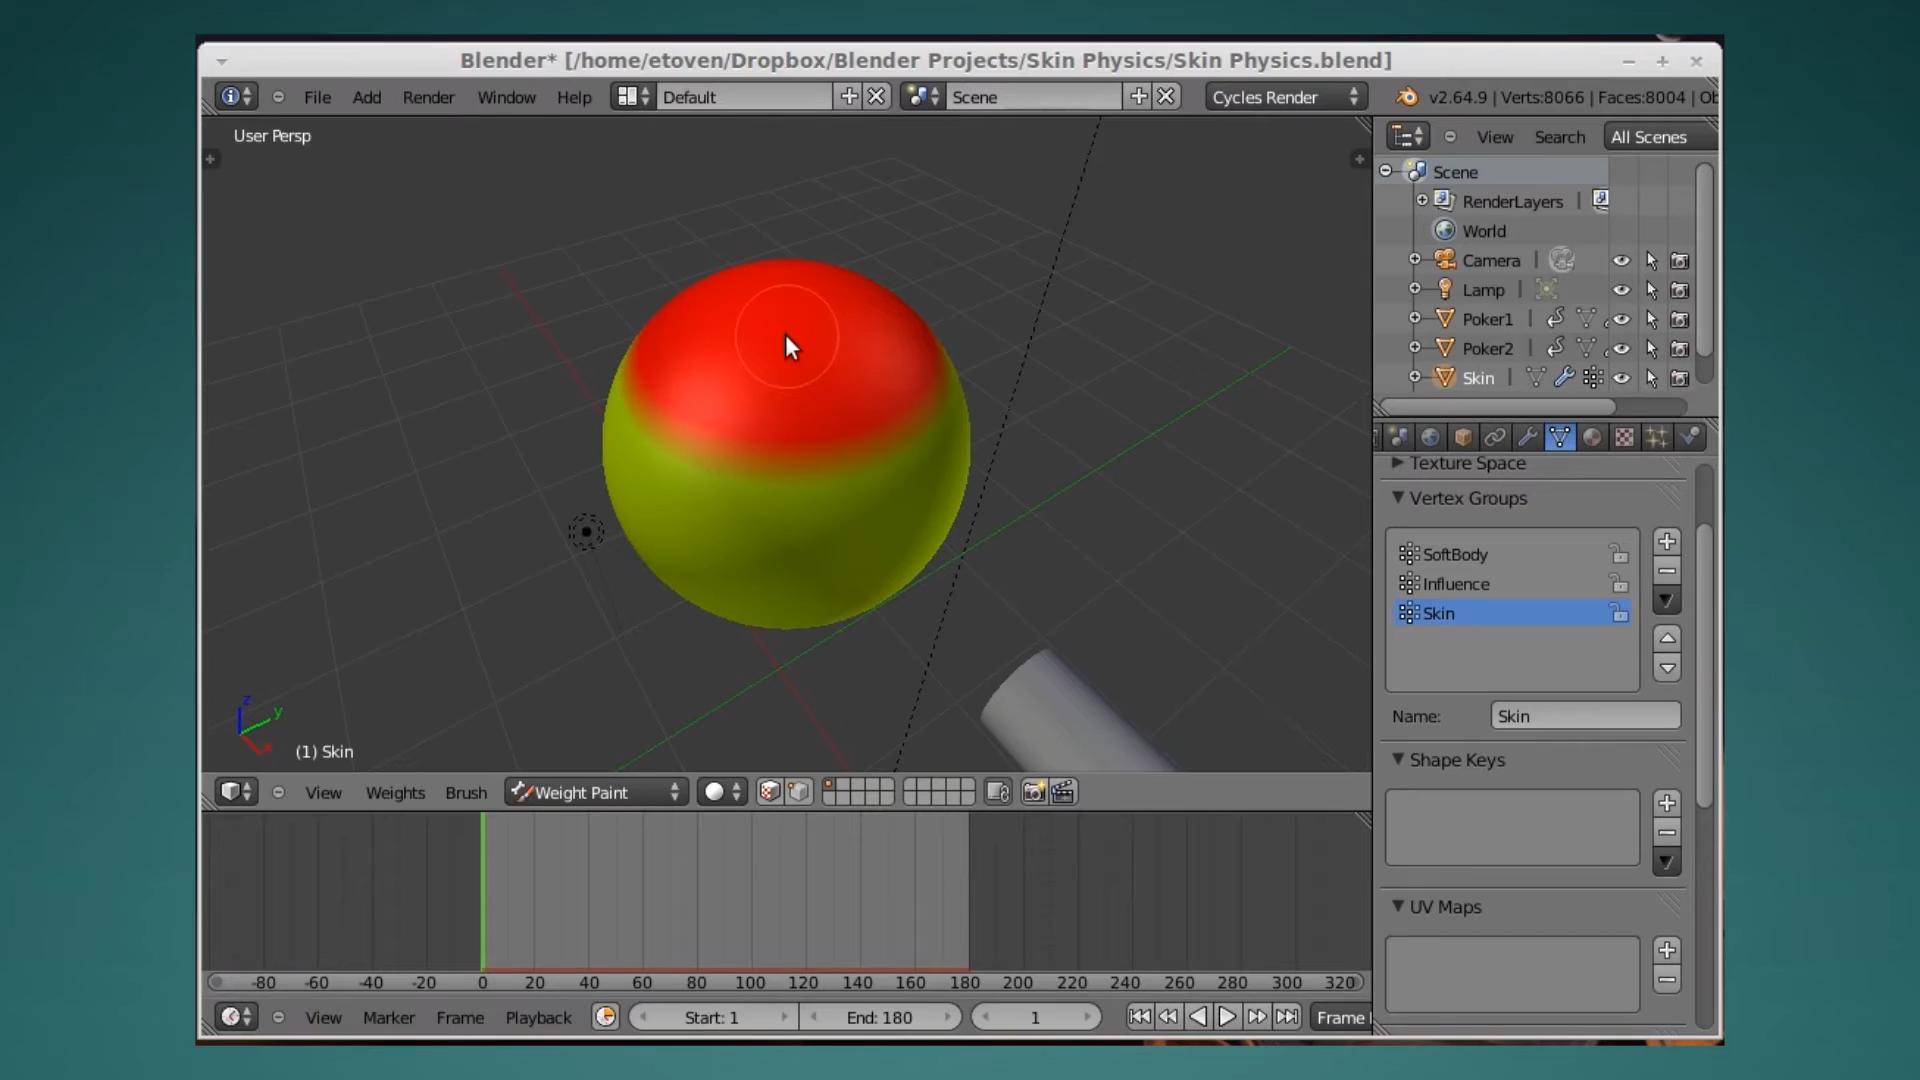 Blender* [/home/etoven/Dropbox/Blender Projects/Skin Physics/Skin Physics.blend]
File Add Render Window Help Default Scene Cycles Render v2.64.9 | Verts:8066 | Faces:8004 | Ob
User Persp
View Search All Scenes
Scene
RenderLayers
World
Camera
Lamp
Poker1
Poker2
Skin
Texture Space
Vertex Groups
SoftBody
Influence
Skin
Name: Skin
Shape Keys
UV Maps
z
y
(1) Skin
View Weights Brush Weight Paint
-80 -60 -40 -20 0 20 40 60 80 100 120 140 160 180 200 220 240 260 280 300 320
View Marker Frame Playback Start: 1 End: 180 1 Frame